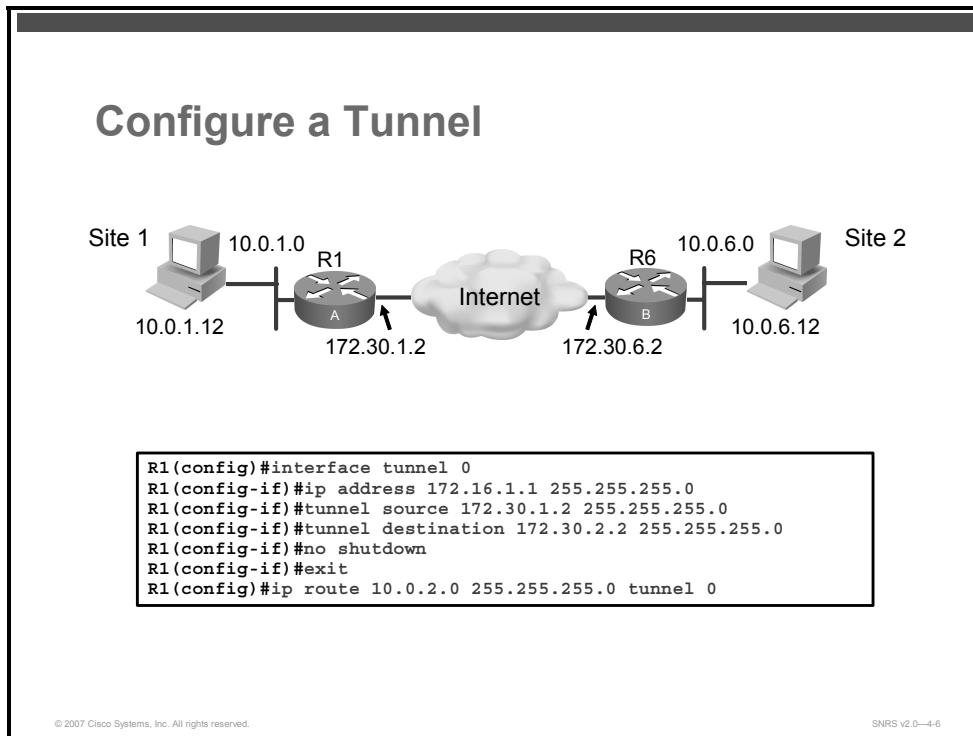 Configure a Tunnel
Site 1
10.0.1.0
R1
A
10.0.1.12
172.30.1.2
Internet
172.30.6.2
R6
B
10.0.6.0
Site 2
10.0.6.12
R1(config)#interface tunnel 0
R1(config-if)#ip address 172.16.1.1 255.255.255.0
R1(config-if)#tunnel source 172.30.1.2 255.255.255.0
R1(config-if)#tunnel destination 172.30.2.2 255.255.255.0
R1(config-if)#no shutdown
R1(config-if)#exit
R1(config)#ip route 10.0.2.0 255.255.255.0 tunnel 0
© 2007 Cisco Systems, Inc. All rights reserved.
SNRS v2.0—4-6